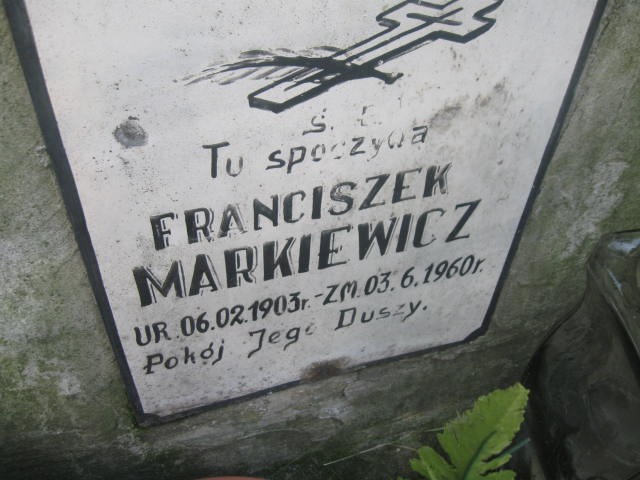 Ś. P.
Tu spoczywa
FRANCISZEK
MARKIEWICZ
UR. 06.02.1903r.-ZM.03.6.1960r.
Pokój Jego Duszy.